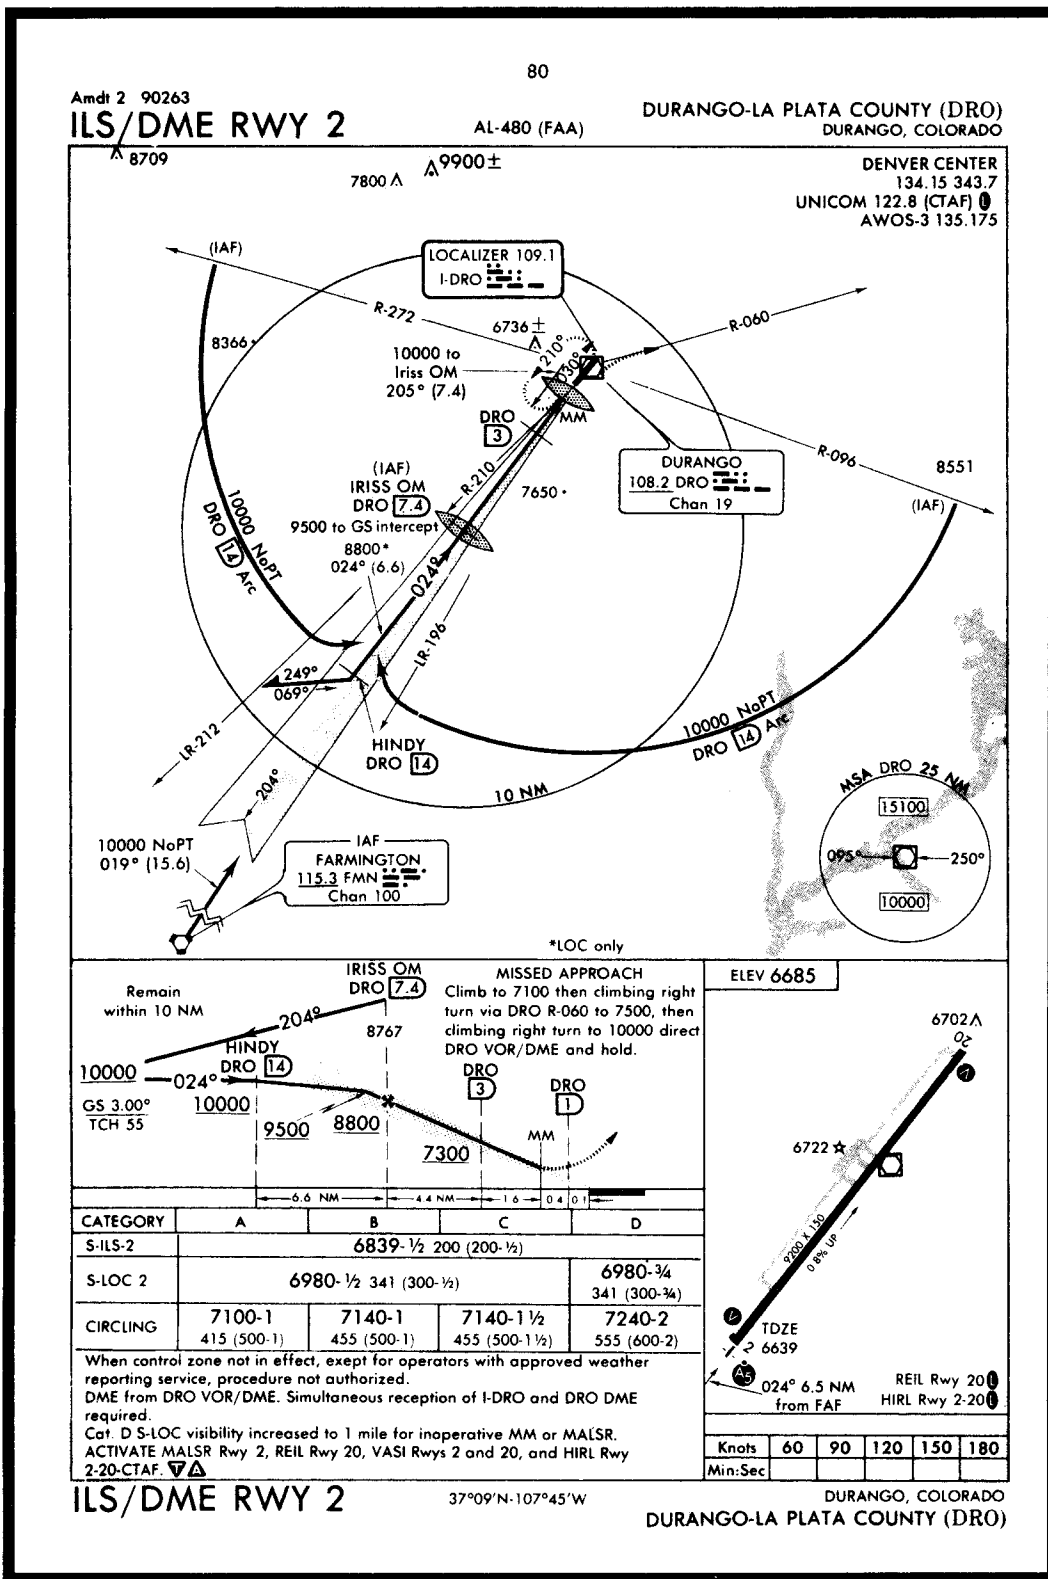 80
Amdt 2 90263
ILS/DME RWY 2
AL-480 (FAA)
DURANGO-LA PLATA COUNTY (DRO)
DURANGO, COLORADO
8709
7800
9900±
DENVER CENTER
134.15 343.7
UNICOM 122.8 (CTAF) L
AWOS-3 135.175
(IAF)
LOCALIZER 109.1
I-DRO
R-272
R-060
8366
6736±
10000 to
Iriss OM
205° (7.4)
210°
030°
MM
DRO
3
R-096
8551
(IAF)
DURANGO
108.2 DRO
Chan 19
(IAF)
IRISS OM
DRO 7.4
R-210
7650
9500 to GS intercept
8800*
024° (6.6)
024°
10000 NoPT
DRO 14 Arc
LR-196
249°
069°
10000 NoPT
DRO 14 Arc
LR-212
HINDY
DRO 14
204°
10 NM
MSA DRO 25 NM
15100
095°
250°
10000
10000 NoPT
019° (15.6)
IAF
FARMINGTON
115.3 FMN
Chan 100
*LOC only
Remain
within 10 NM
IRISS OM
DRO 7.4
204°
8767
MISSED APPROACH
Climb to 7100 then climbing right
turn via DRO R-060 to 7500, then
climbing right turn to 10000 direct
DRO VOR/DME and hold.
HINDY
DRO 14
DRO
3
DRO
1
10000
024°
10000
GS 3.00°
TCH 55
9500
8800
7300
MM
6.6 NM
4.4 NM
1.6
0.4
0.1
ELEV 6685
6702
20
6722
9200 X 150
0.8% UP
TDZE
6639
2
A5
024° 6.5 NM
from FAF
REIL Rwy 20 L
HIRL Rwy 2-20 L
CATEGORY A B C D
S-ILS-2 6839-½ 200 (200-½)
S-LOC 2 6980-½ 341 (300-½) 6980-¾
341 (300-¾)
CIRCLING 7100-1 7140-1 7140-1½ 7240-2
415 (500-1) 455 (500-1) 455 (500-1½) 555 (600-2)
When control zone not in effect, exept for operators with approved weather
reporting service, procedure not authorized.
DME from DRO VOR/DME. Simultaneous reception of I-DRO and DRO DME
required.
Cat. D S-LOC visibility increased to 1 mile for inoperative MM or MALSR.
ACTIVATE MALSR Rwy 2, REIL Rwy 20, VASI Rwys 2 and 20, and HIRL Rwy
2-20-CTAF. T A
Knots 60 90 120 150 180
Min:Sec
ILS/DME RWY 2
37°09'N-107°45'W
DURANGO, COLORADO
DURANGO-LA PLATA COUNTY (DRO)